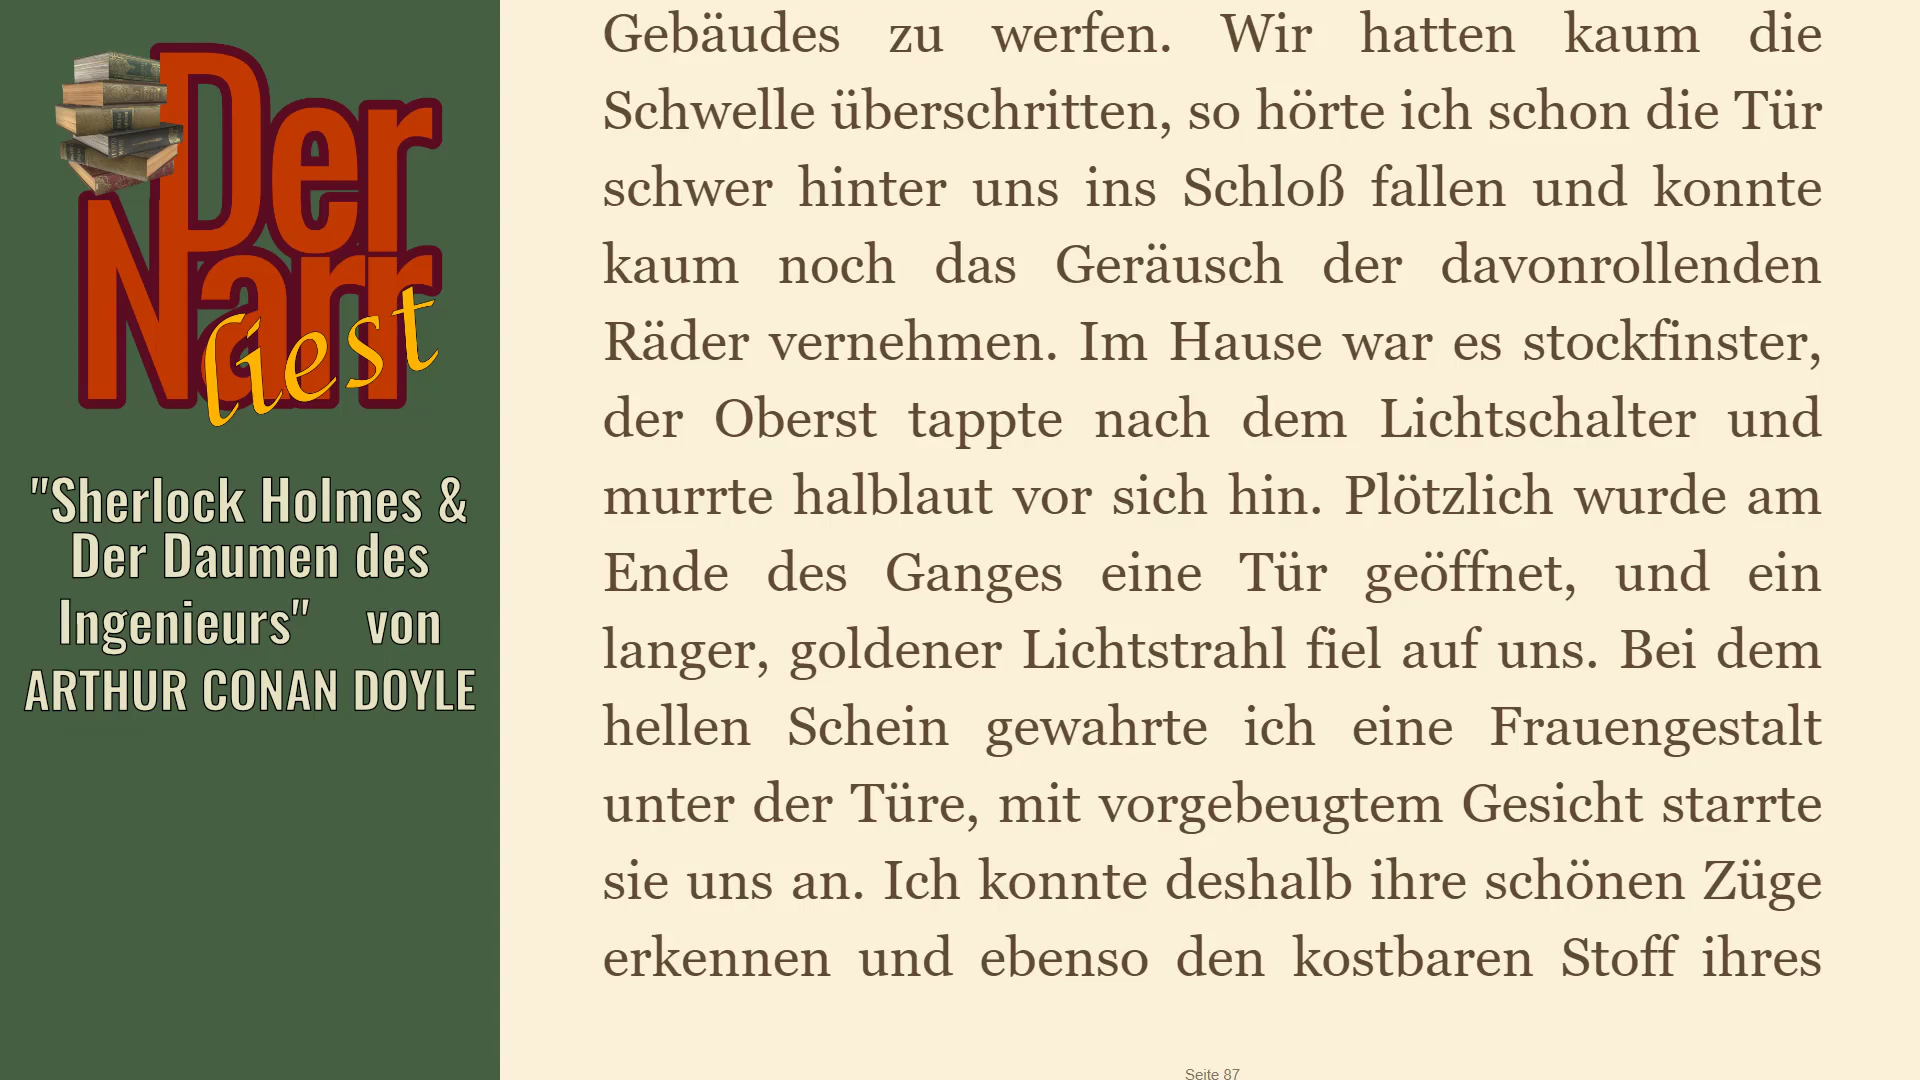 Der
Narr
liest
"Sherlock Holmes &
Der Daumen des
Ingenieurs" von
ARTHUR CONAN DOYLE
Gebäudes zu werfen. Wir hatten kaum die
Schwelle überschritten, so hörte ich schon die Tür
schwer hinter uns ins Schloß fallen und konnte
kaum noch das Geräusch der davonrollenden
Räder vernehmen. Im Hause war es stockfinster,
der Oberst tappte nach dem Lichtschalter und
murrte halblaut vor sich hin. Plötzlich wurde am
Ende des Ganges eine Tür geöffnet, und ein
langer, goldener Lichtstrahl fiel auf uns. Bei dem
hellen Schein gewahrte ich eine Frauengestalt
unter der Türe, mit vorgebeugtem Gesicht starrte
sie uns an. Ich konnte deshalb ihre schönen Züge
erkennen und ebenso den kostbaren Stoff ihres
Seite 87